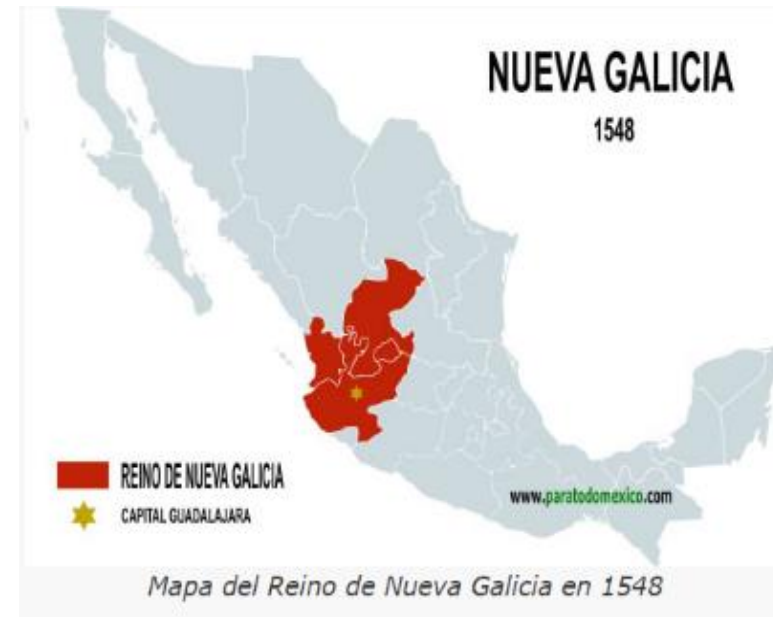 NUEVA GALICIA
1548
REINO DE NUEVA GALICIA
CAPITAL GUADALAJARA
www.paratodomexico.com
Mapa del Reino de Nueva Galicia en 1548